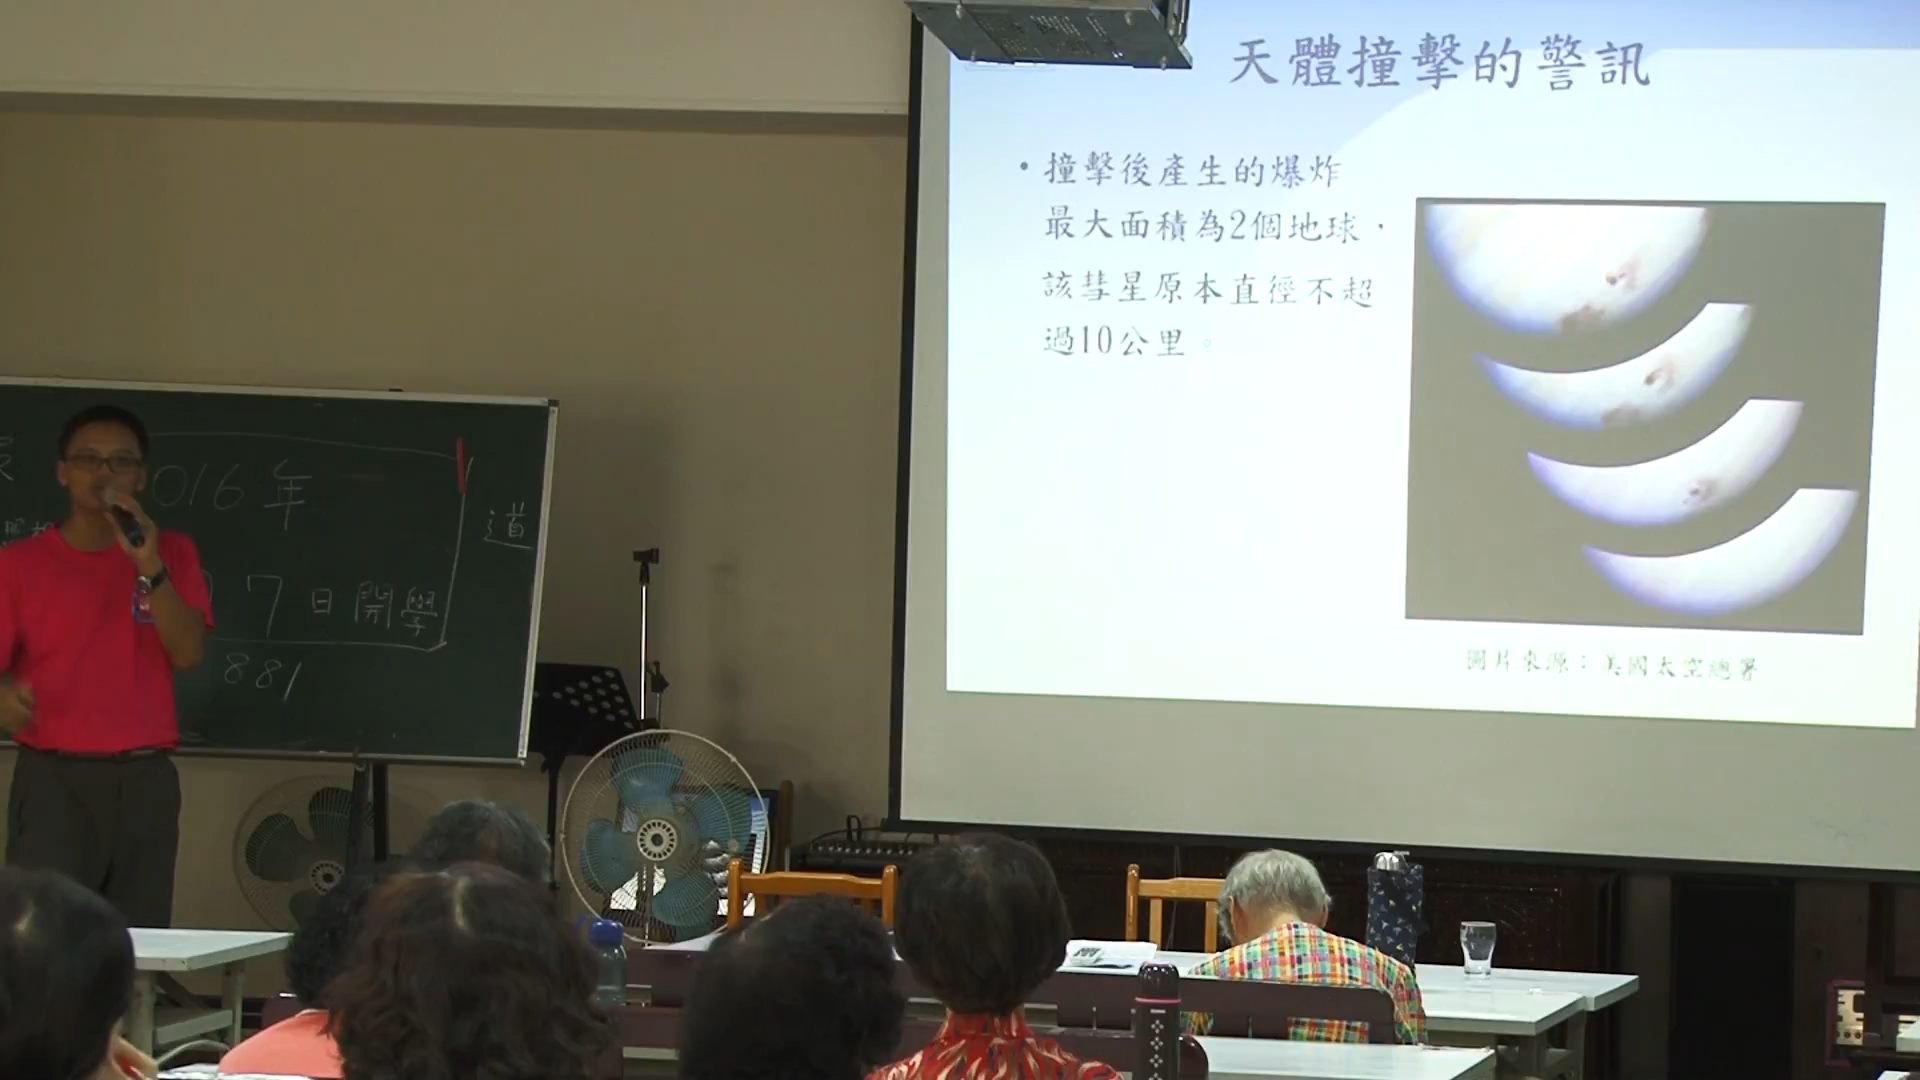 天體撞擊的警訊
• 撞擊後產生的爆炸
最大面積為2個地球，
該彗星原本直徑不超
過10公里。
圖片來源：美國太空總署
016年
道
7日開學
881